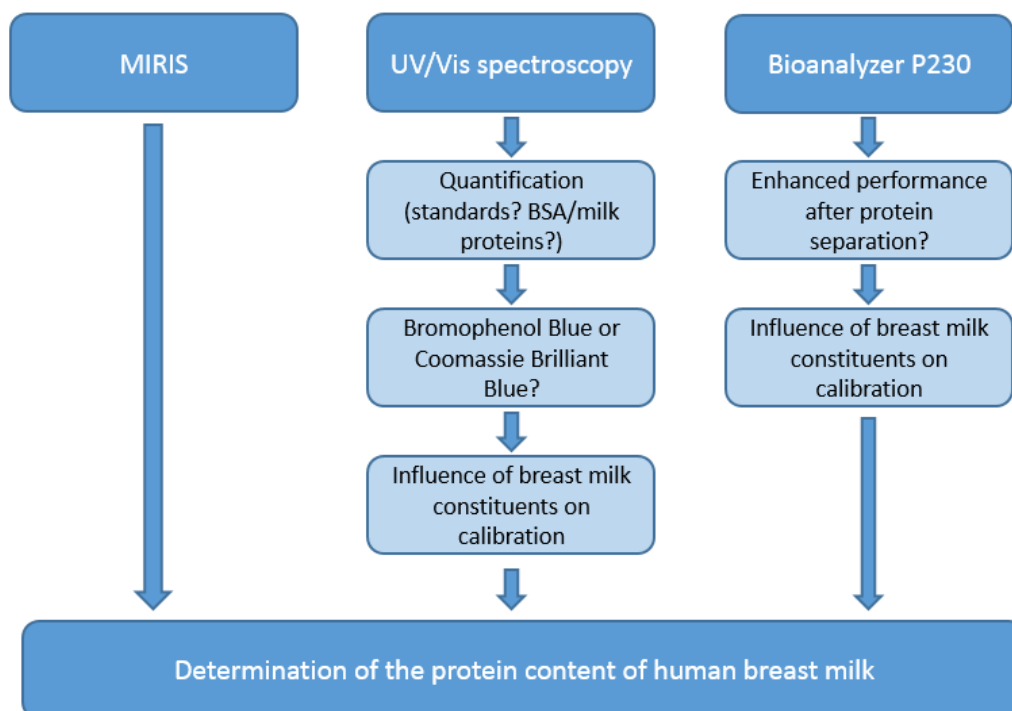 MIRIS
UV/Vis spectroscopy
Quantification
(standards? BSA/milk
proteins?)
Bromophenol Blue or
Coomassie Brilliant
Blue?
Influence of breast milk
constituents on
calibration
Bioanalyzer P230
Enhanced performance
after protein
separation?
Influence of breast milk
constituents on
calibration
Determination of the protein content of human breast milk